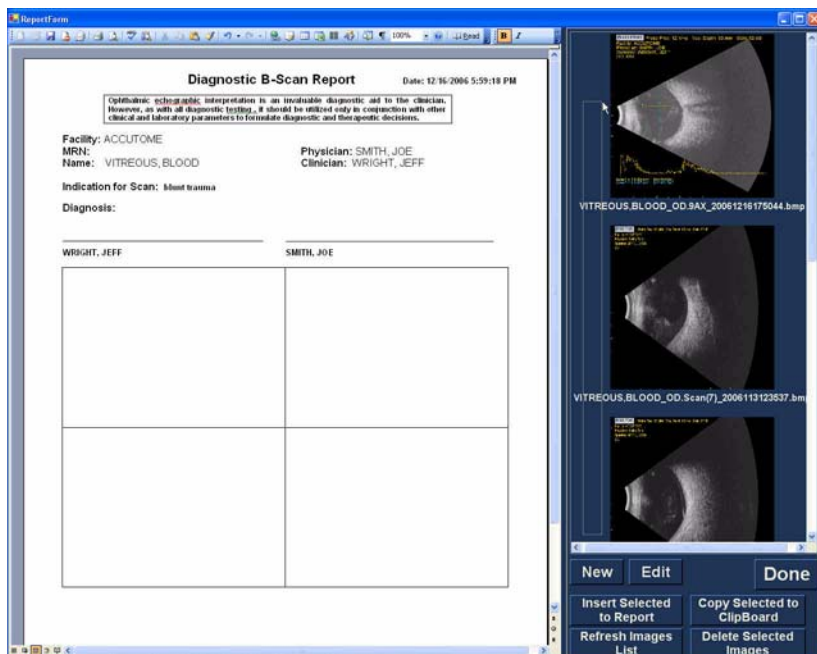 ReportForm
100%
Read
B I
Diagnostic B-Scan Report
Date: 12/16/2006 5:59:18 PM
Ophthalmic echographic interpretation is an invaluable diagnostic aid to the clinician.
However, as with all diagnostic testing , it should be utilized only in conjunction with other
clinical and laboratory parameters to formulate diagnostic and therapeutic decisions.
Facility: ACCUTOME
MRN:
Physician: SMITH, JOE
Name: VITREOUS, BLOOD
Clinician: WRIGHT, JEFF
Indication for Scan: blunt trauma
Diagnosis:
WRIGHT, JEFF
SMITH, JOE
VITREOUS,BLOOD_OD.9AX_20061216175044.bmp
VITREOUS,BLOOD_OD.Scan(7)_2006113123537.bm
New
Edit
Done
Insert Selected
to Report
Copy Selected to
ClipBoard
Refresh Images
List
Delete Selected
Images